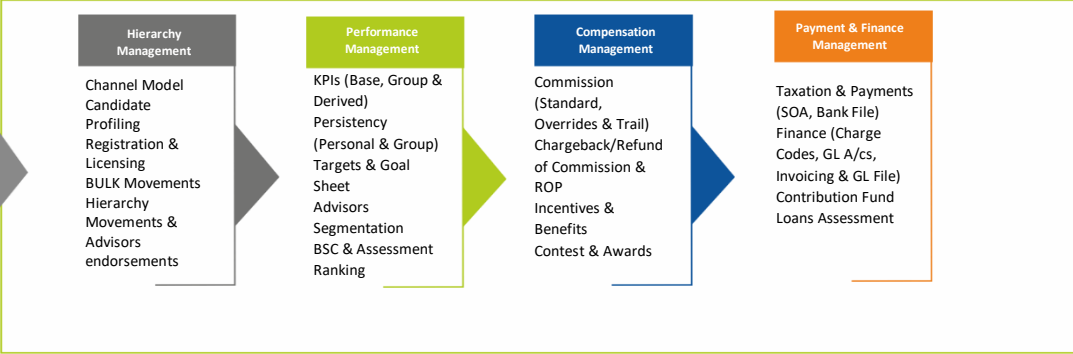 Hierarchy
Management
Channel Model
Candidate
Profiling
Registration &
Licensing
BULK Movements
Hierarchy
Movements &
Advisors
endorsements
Performance
Management
KPIs (Base, Group &
Derived)
Persistency
(Personal & Group)
Targets & Goal
Sheet
Advisors
Segmentation
BSC & Assessment
Ranking
Compensation
Management
Commission
(Standard,
Overrides & Trail)
Chargeback/Refund
of Commission &
ROP
Incentives &
Benefits
Contest & Awards
Payment & Finance
Management
Taxation & Payments
(SOA, Bank File)
Finance (Charge
Codes, GL A/cs,
Invoicing & GL File)
Contribution Fund
Loans Assessment